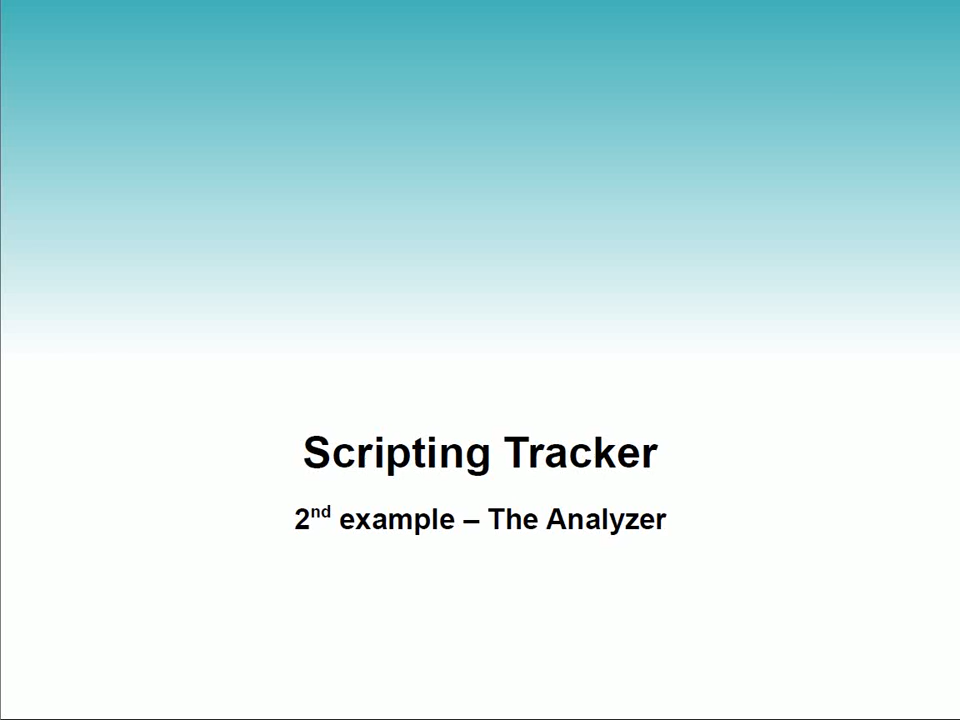 Scripting Tracker
2nd example – The Analyzer